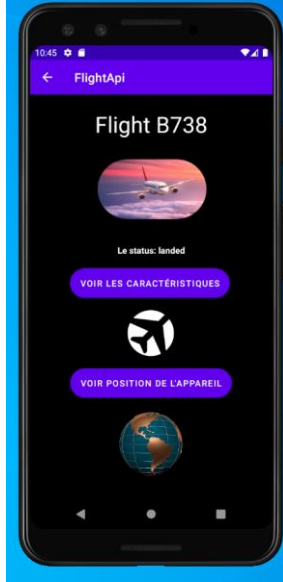 10:45
FlightApi
Flight B738
Le status: landed
VOIR LES CARACTÉRISTIQUES
VOIR POSITION DE L'APPAREIL